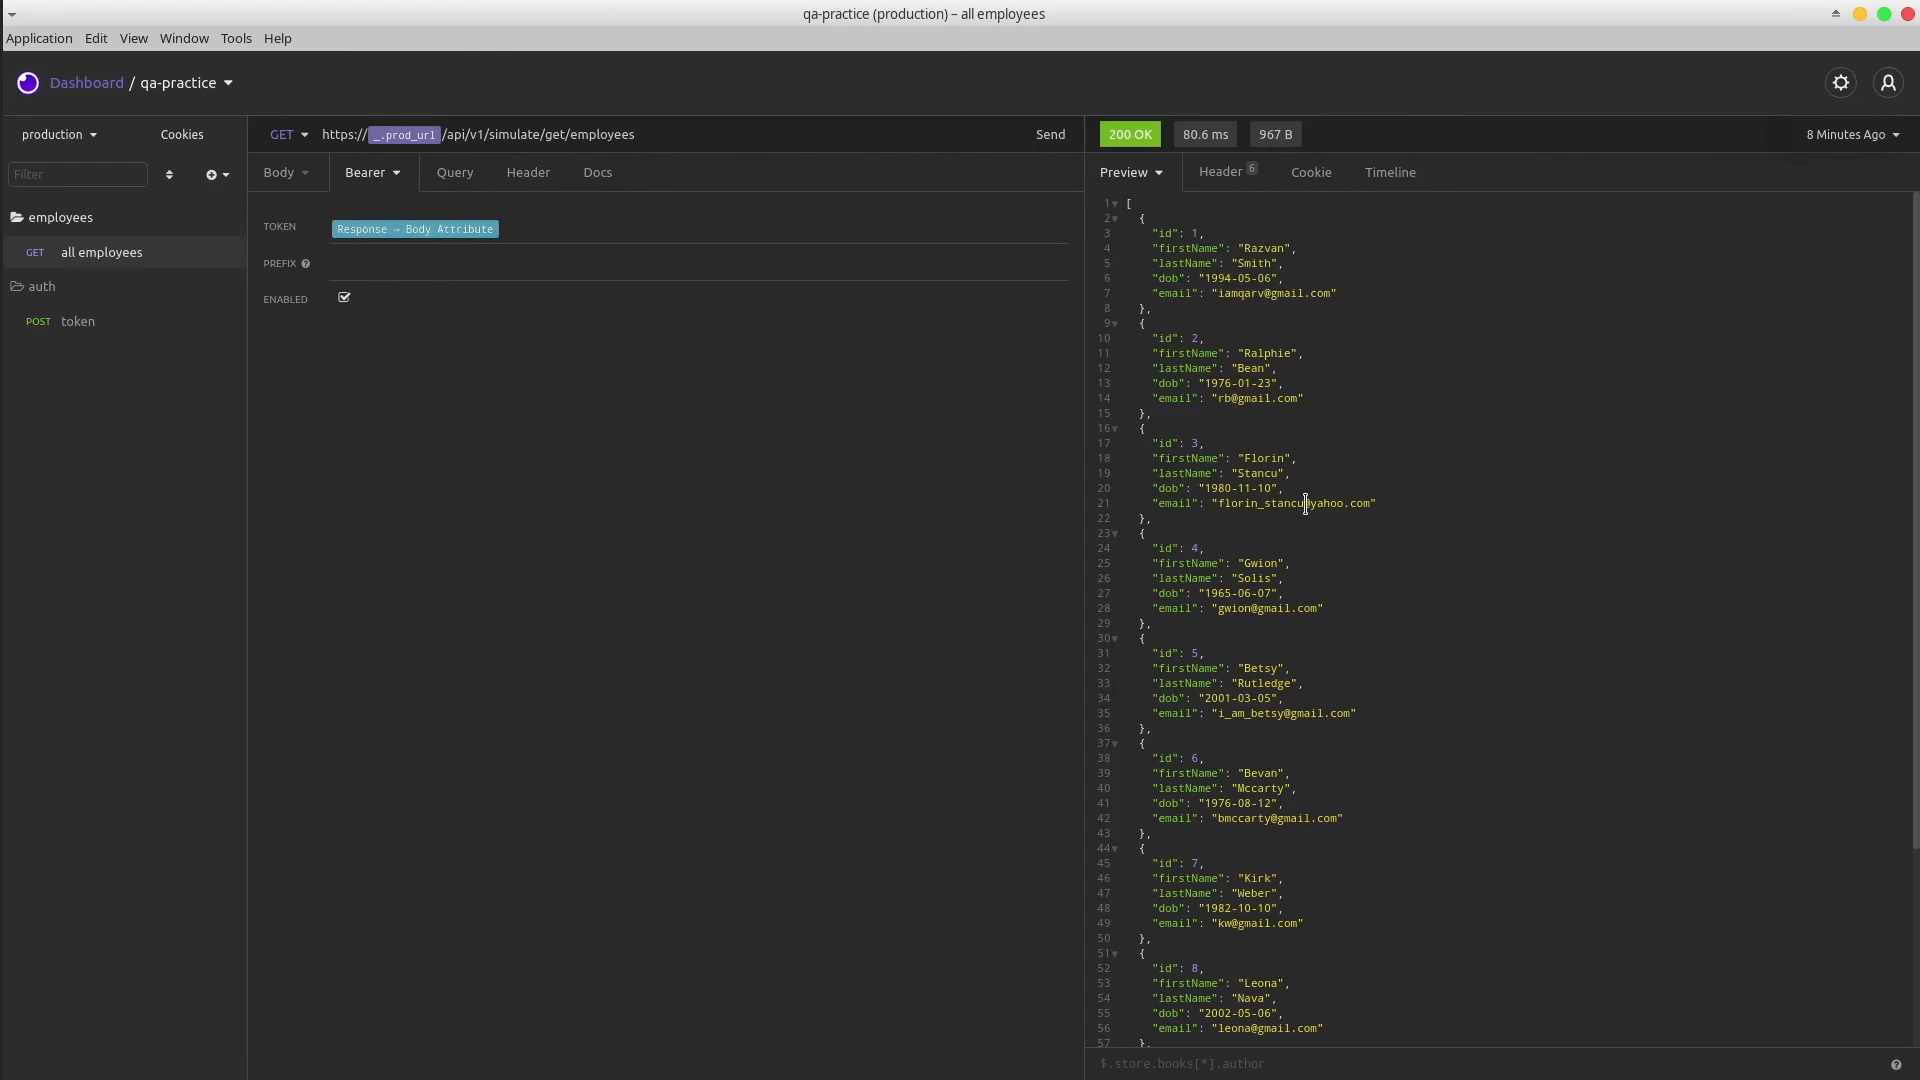 qa-practice (production) – all employees
Application Edit View Window Tools Help
Dashboard / qa-practice
production Cookies
GET https:// _.prod_url /api/v1/simulate/get/employees Send
200 OK 80.6 ms 967 B 8 Minutes Ago
Filter
Body Bearer Query Header Docs
Preview Header 6 Cookie Timeline
employees
GET all employees
auth
POST token
TOKEN Response → Body Attribute
PREFIX
ENABLED
1 [
2 {
3 "id": 1,
4 "firstName": "Razvan",
5 "lastName": "Smith",
6 "dob": "1994-05-06",
7 "email": "iamqarv@gmail.com"
8 },
9 {
10 "id": 2,
11 "firstName": "Ralphie",
12 "lastName": "Bean",
13 "dob": "1976-01-23",
14 "email": "rb@gmail.com"
15 },
16 {
17 "id": 3,
18 "firstName": "Florin",
19 "lastName": "Stancu",
20 "dob": "1980-11-10",
21 "email": "florin_stancu@yahoo.com"
22 },
23 {
24 "id": 4,
25 "firstName": "Gwion",
26 "lastName": "Solis",
27 "dob": "1965-06-07",
28 "email": "gwion@gmail.com"
29 },
30 {
31 "id": 5,
32 "firstName": "Betsy",
33 "lastName": "Rutledge",
34 "dob": "2001-03-05",
35 "email": "i_am_betsy@gmail.com"
36 },
37 {
38 "id": 6,
39 "firstName": "Bevan",
40 "lastName": "Mccarty",
41 "dob": "1976-08-12",
42 "email": "bmccarty@gmail.com"
43 },
44 {
45 "id": 7,
46 "firstName": "Kirk",
47 "lastName": "Weber",
48 "dob": "1982-10-10",
49 "email": "kw@gmail.com"
50 },
51 {
52 "id": 8,
53 "firstName": "Leona",
54 "lastName": "Nava",
55 "dob": "2002-05-06",
56 "email": "leona@gmail.com"
57 },
$.store.books[*].author